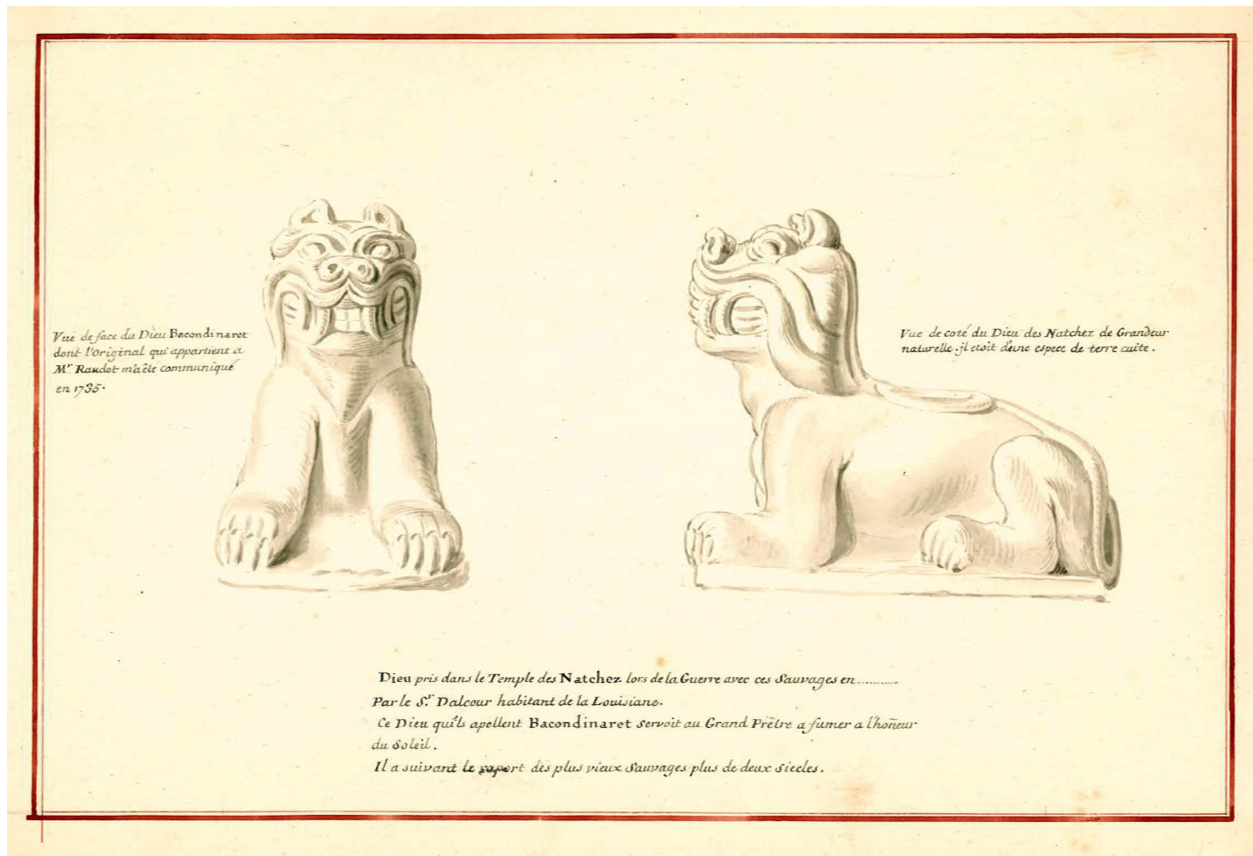 Vüe de face du Dieu Bacondinaret
dont l'Original qui appartient a
Mr. Raudot m'a été communiqué
en 1735.
Vue de coté du Dieu des Natchez de Grandeur
naturelle. jl etoit d'une espece de terre cuite.
Dieu pris dans le Temple des Natchez lors de la Guerre avec ces Sauvages en ..........
Par le Sr. Dalcour habitant de la Louisiane.
Ce Dieu qu'ils apellent Bacondinaret servoit au Grand Prêtre a fumer a l'hoñeur
du Soleil.
Il a suivant le raport des plus vieux Sauvages plus de deux Siecles.